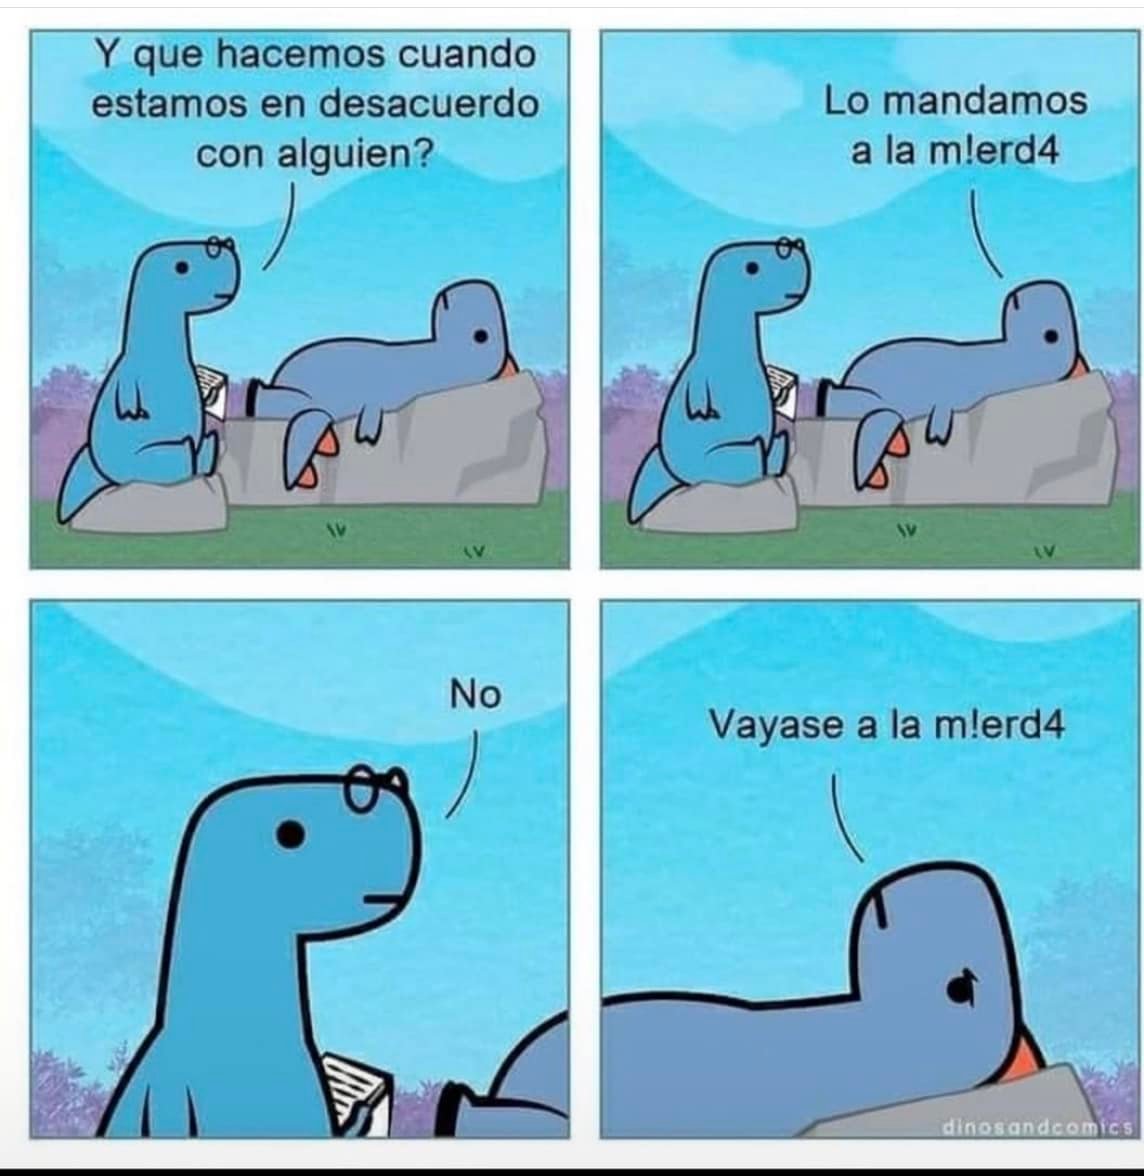 Y que hacemos cuando
estamos en desacuerdo
con alguien?
Lo mandamos
a la m!erd4
No
Vayase a la m!erd4
dinosandcomics